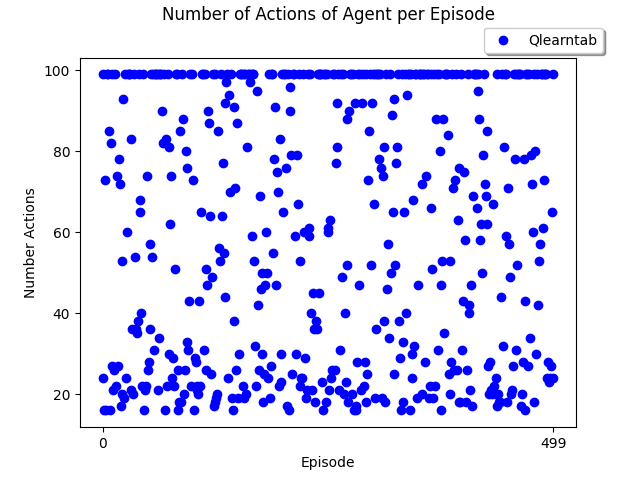 Number of Actions of Agent per Episode
Qlearntab
100
80
60
40
20
Number Actions
0
499
Episode